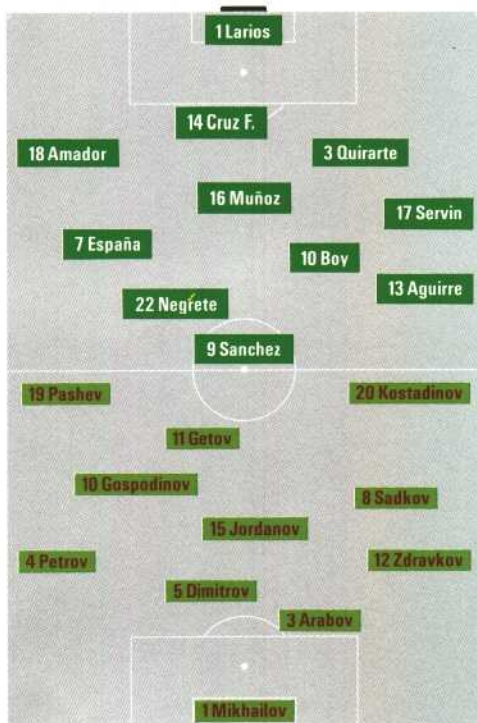 1 Larios
14 Cruz F.
18 Amador
3 Quirarte
16 Muñoz
17 Servin
7 España
10 Boy
13 Aguirre
22 Negrete
9 Sanchez
19 Pashev
20 Kostadinov
11 Getov
10 Gospodinov
8 Sadkov
15 Jordanov
4 Petrov
12 Zdravkov
5 Dimitrov
3 Arabov
1 Mikhailov